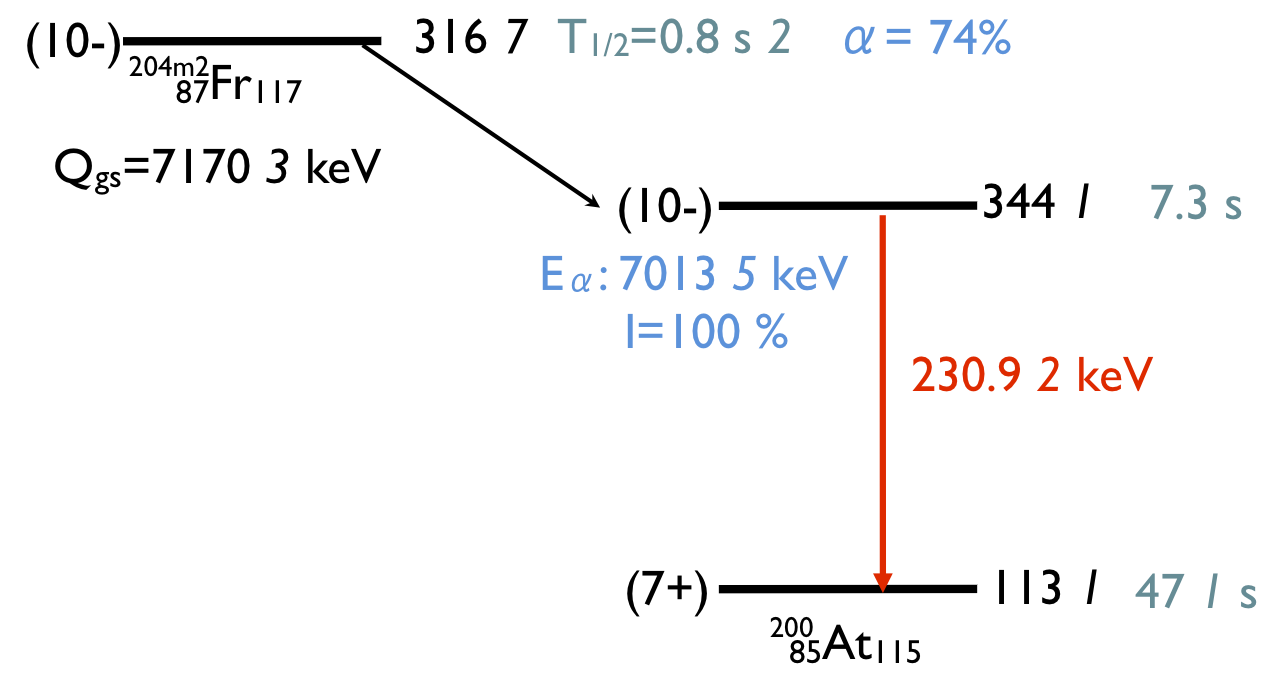 (10-) 316 7 T1/2=0.8 s 2 α = 74%
204m2 87Fr117
Qgs=7170 3 keV
(10-) 344 1 7.3 s
Eα: 7013 5 keV
I=100 %
230.9 2 keV
(7+) 113 1 47 1 s
200 85At115